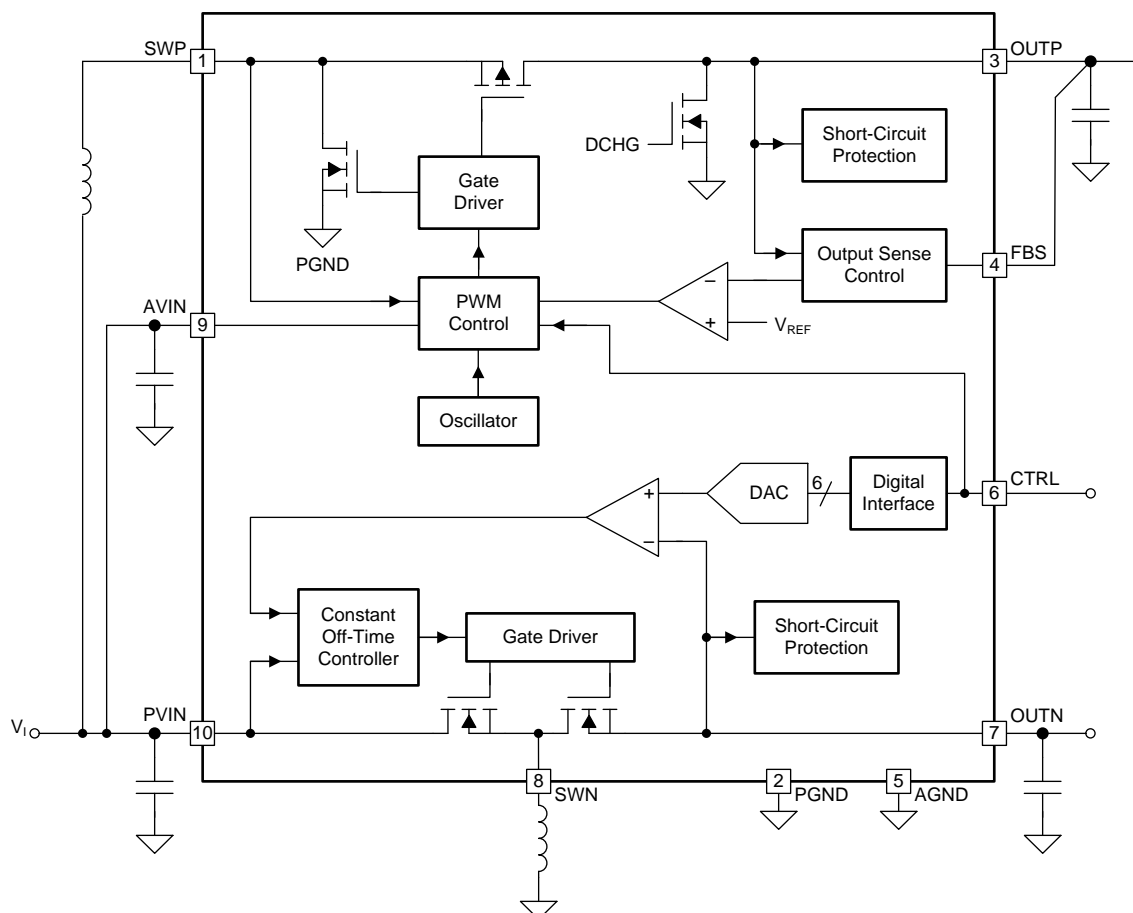 SWP
1
3
OUTP
DCHG
Short-Circuit
Protection
Gate
Driver
PGND
Output Sense
Control
4
FBS
AVIN
9
PWM
Control
−
+
VREF
Oscillator
DAC
6
Digital
Interface
6
CTRL
+
−
Constant
Off-Time
Controller
Gate Driver
Short-Circuit
Protection
VI
PVIN
10
7
OUTN
8
SWN
2
PGND
5
AGND